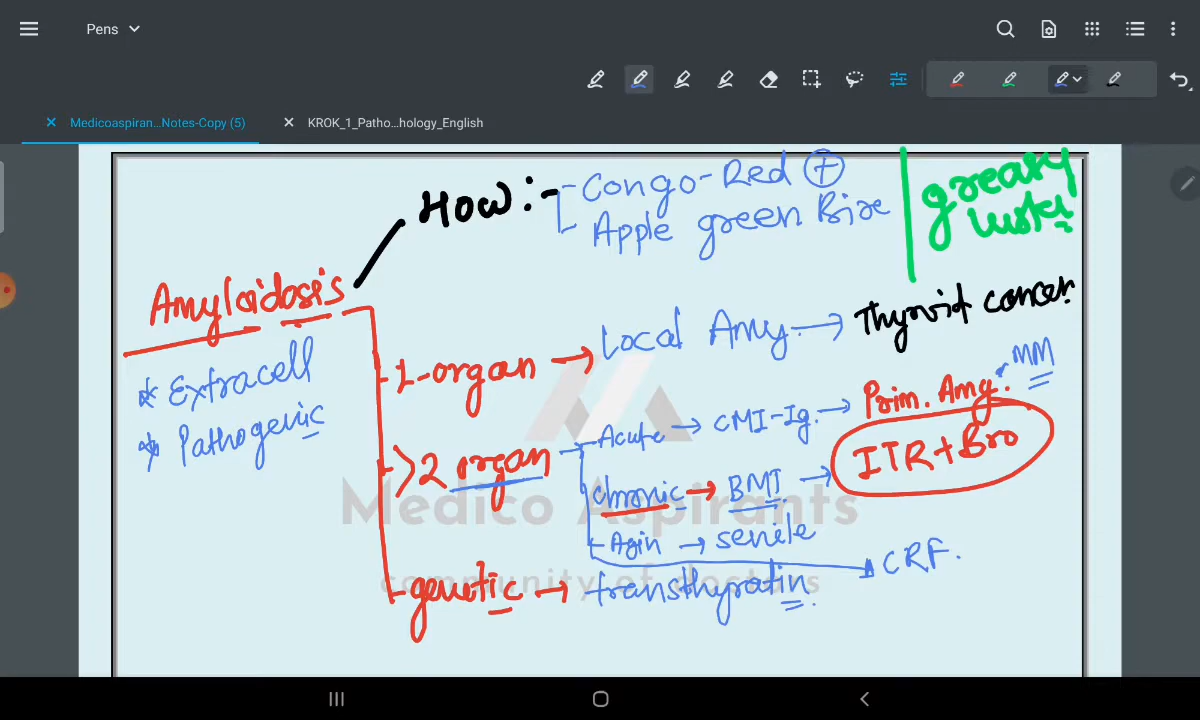 Pens
Medicoaspiran...Notes-Copy (5)
KROK_1_Patho...hology_English
How:-
Congo-Red +
Apple green Bire
greasy
luster
Amyloidosis
* Extracell
* Pathogenic
1-organ → Local Amy. → Thyroid cancer
>2 organ
Acute → CMI-Ig. → Prim. Amy. MM
chronic → BMI → ITR+Bro
Agin → senile
CRF.
genetic → transthyratin
Medico Aspirants
community of doctors